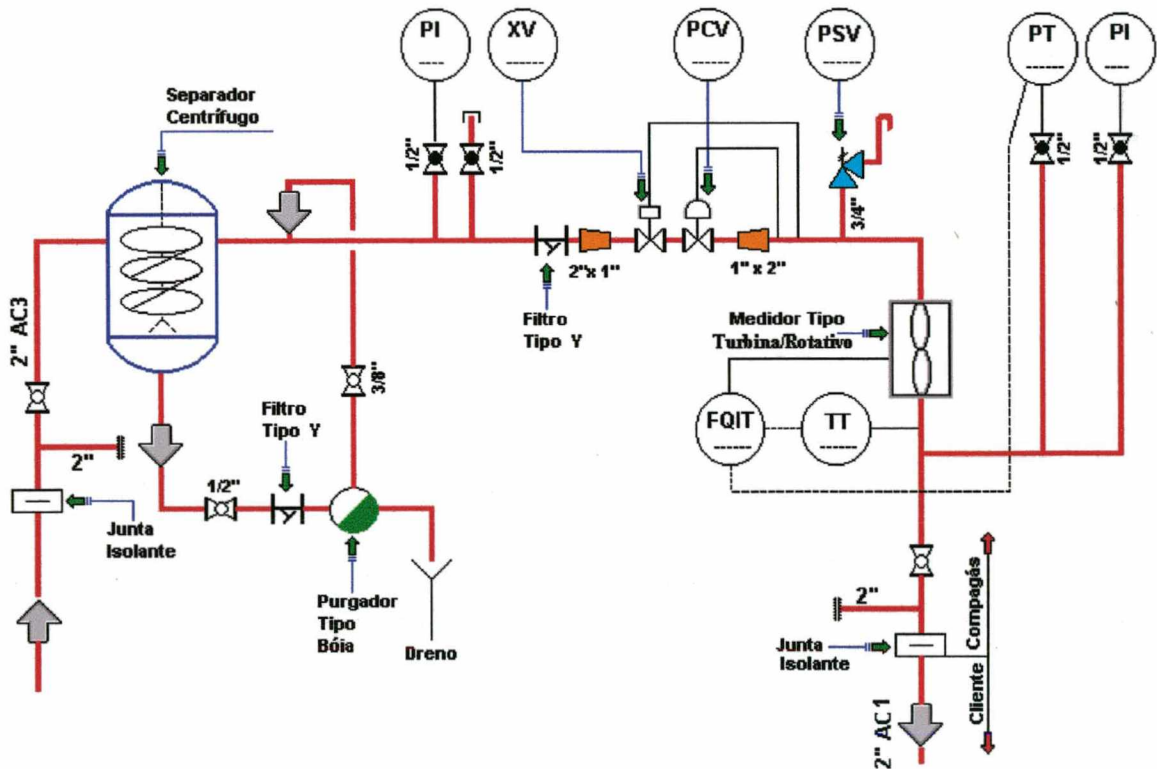 PI
----
XV
-----
PCV
-----
PSV
-----
PT
-----
PI
----
Separador
Centrífugo
1/2"
1/2"
3/4"
1/2"
1/2"
2"x 1"
1" x 2"
Filtro
Tipo Y
Medidor Tipo
Turbina/Rotativo
2" AC3
3/8"
Filtro
Tipo Y
FQIT
------
TT
-----
2"
1/2"
Junta
Isolante
Purgador
Tipo
Bóia
Dreno
2"
Junta
Isolante
Compagás
Cliente
2" AC1